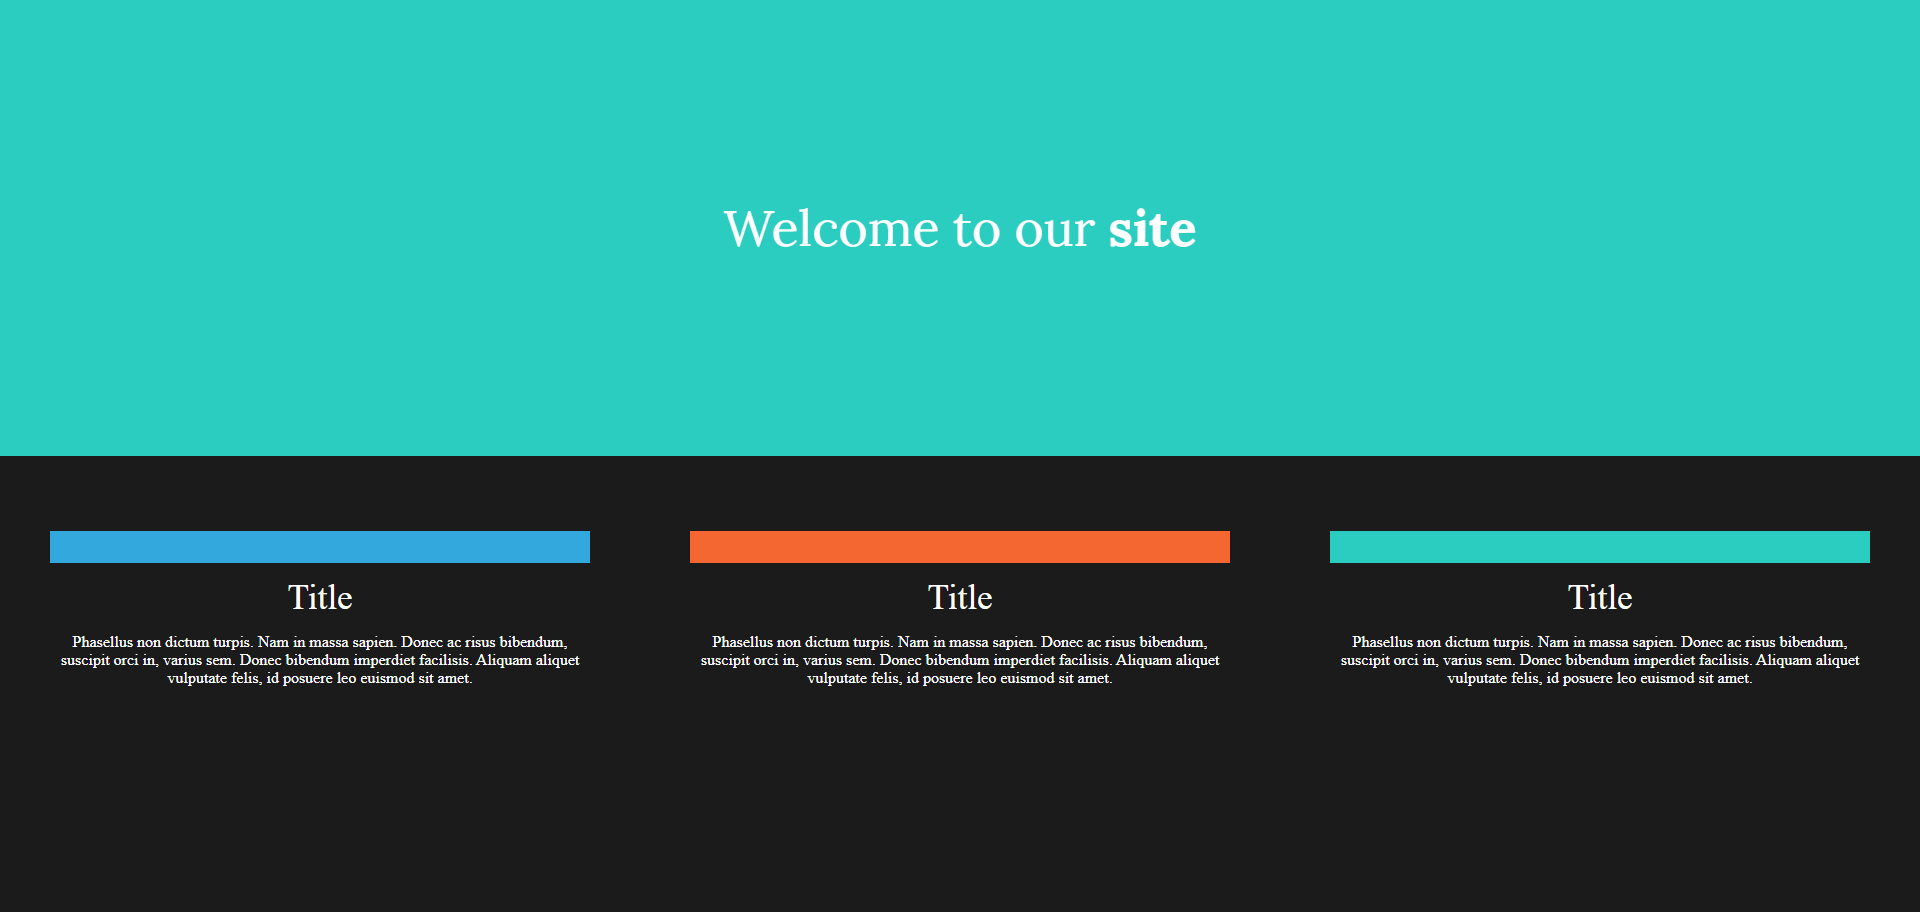 Welcome to our site
Title
Phasellus non dictum turpis. Nam in massa sapien. Donec ac risus bibendum,
suscipit orci in, varius sem. Donec bibendum imperdiet facilisis. Aliquam aliquet
vulputate felis, id posuere leo euismod sit amet.
Title
Phasellus non dictum turpis. Nam in massa sapien. Donec ac risus bibendum,
suscipit orci in, varius sem. Donec bibendum imperdiet facilisis. Aliquam aliquet
vulputate felis, id posuere leo euismod sit amet.
Title
Phasellus non dictum turpis. Nam in massa sapien. Donec ac risus bibendum,
suscipit orci in, varius sem. Donec bibendum imperdiet facilisis. Aliquam aliquet
vulputate felis, id posuere leo euismod sit amet.